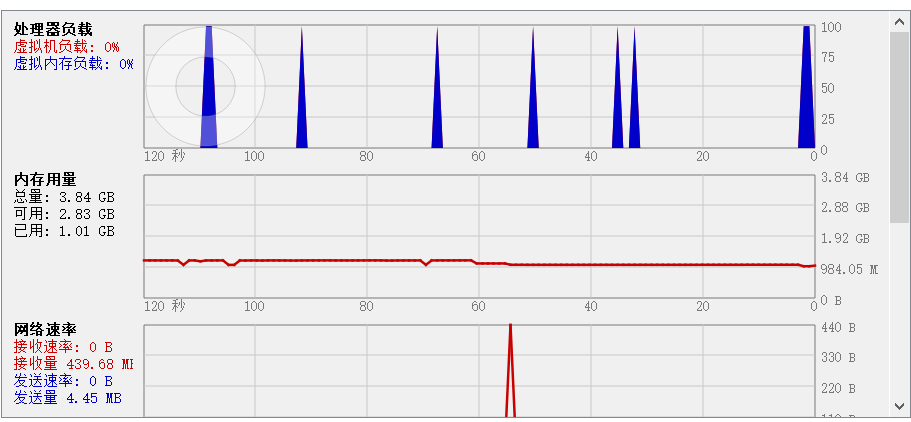 处理器负载
虚拟机负载: 0%
虚拟内存负载: 0%
100
75
50
25
0
120 秒 100 80 60 40 20 0
内存用量
总量: 3.84 GB
可用: 2.83 GB
已用: 1.01 GB
3.84 GB
2.88 GB
1.92 GB
984.05 M
0 B
120 秒 100 80 60 40 20 0
网络速率
接收速率: 0 B
接收量 439.68 MB
发送速率: 0 B
发送量 4.45 MB
440 B
330 B
220 B
110 B